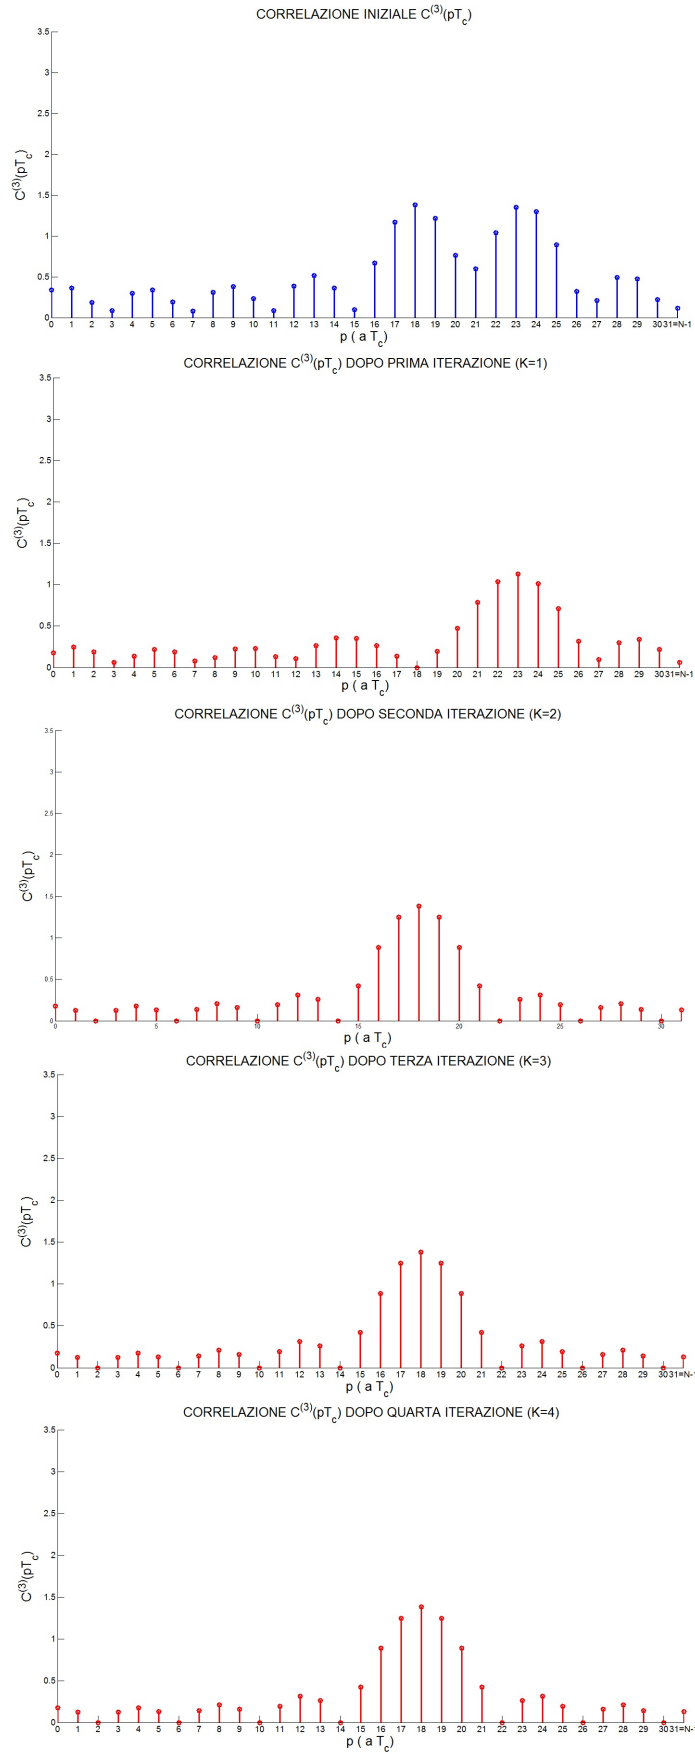 CORRELAZIONE INIZIALE C(3)(pTc)
3.5
3
2.5
2
1.5
1
0.5
0
C(3)(pTc)
0 1 2 3 4 5 6 7 8 9 10 11 12 13 14 15 16 17 18 19 20 21 22 23 24 25 26 27 28 29 30 31=N-1
p ( a Tc)
CORRELAZIONE C(3)(pTc) DOPO PRIMA ITERAZIONE (K=1)
3.5
3
2.5
2
1.5
1
0.5
0
C(3)(pTc)
0 1 2 3 4 5 6 7 8 9 10 11 12 13 14 15 16 17 18 19 20 21 22 23 24 25 26 27 28 29 30 31=N-1
p ( a Tc)
CORRELAZIONE C(3)(pTc) DOPO SECONDA ITERAZIONE (K=2)
3.5
3
2.5
2
1.5
1
0.5
0
C(3)(pTc)
0 5 10 15 20 25 30
p ( a Tc)
CORRELAZIONE C(3)(pTc) DOPO TERZA ITERAZIONE (K=3)
3.5
3
2.5
2
1.5
1
0.5
0
C(3)(pTc)
0 1 2 3 4 5 6 7 8 9 10 11 12 13 14 15 16 17 18 19 20 21 22 23 24 25 26 27 28 29 30 31=N-1
p ( a Tc)
CORRELAZIONE C(3)(pTc) DOPO QUARTA ITERAZIONE (K=4)
3.5
3
2.5
2
1.5
1
0.5
0
C(3)(pTc)
0 1 2 3 4 5 6 7 8 9 10 11 12 13 14 15 16 17 18 19 20 21 22 23 24 25 26 27 28 29 30 31=N-1
p ( a Tc)